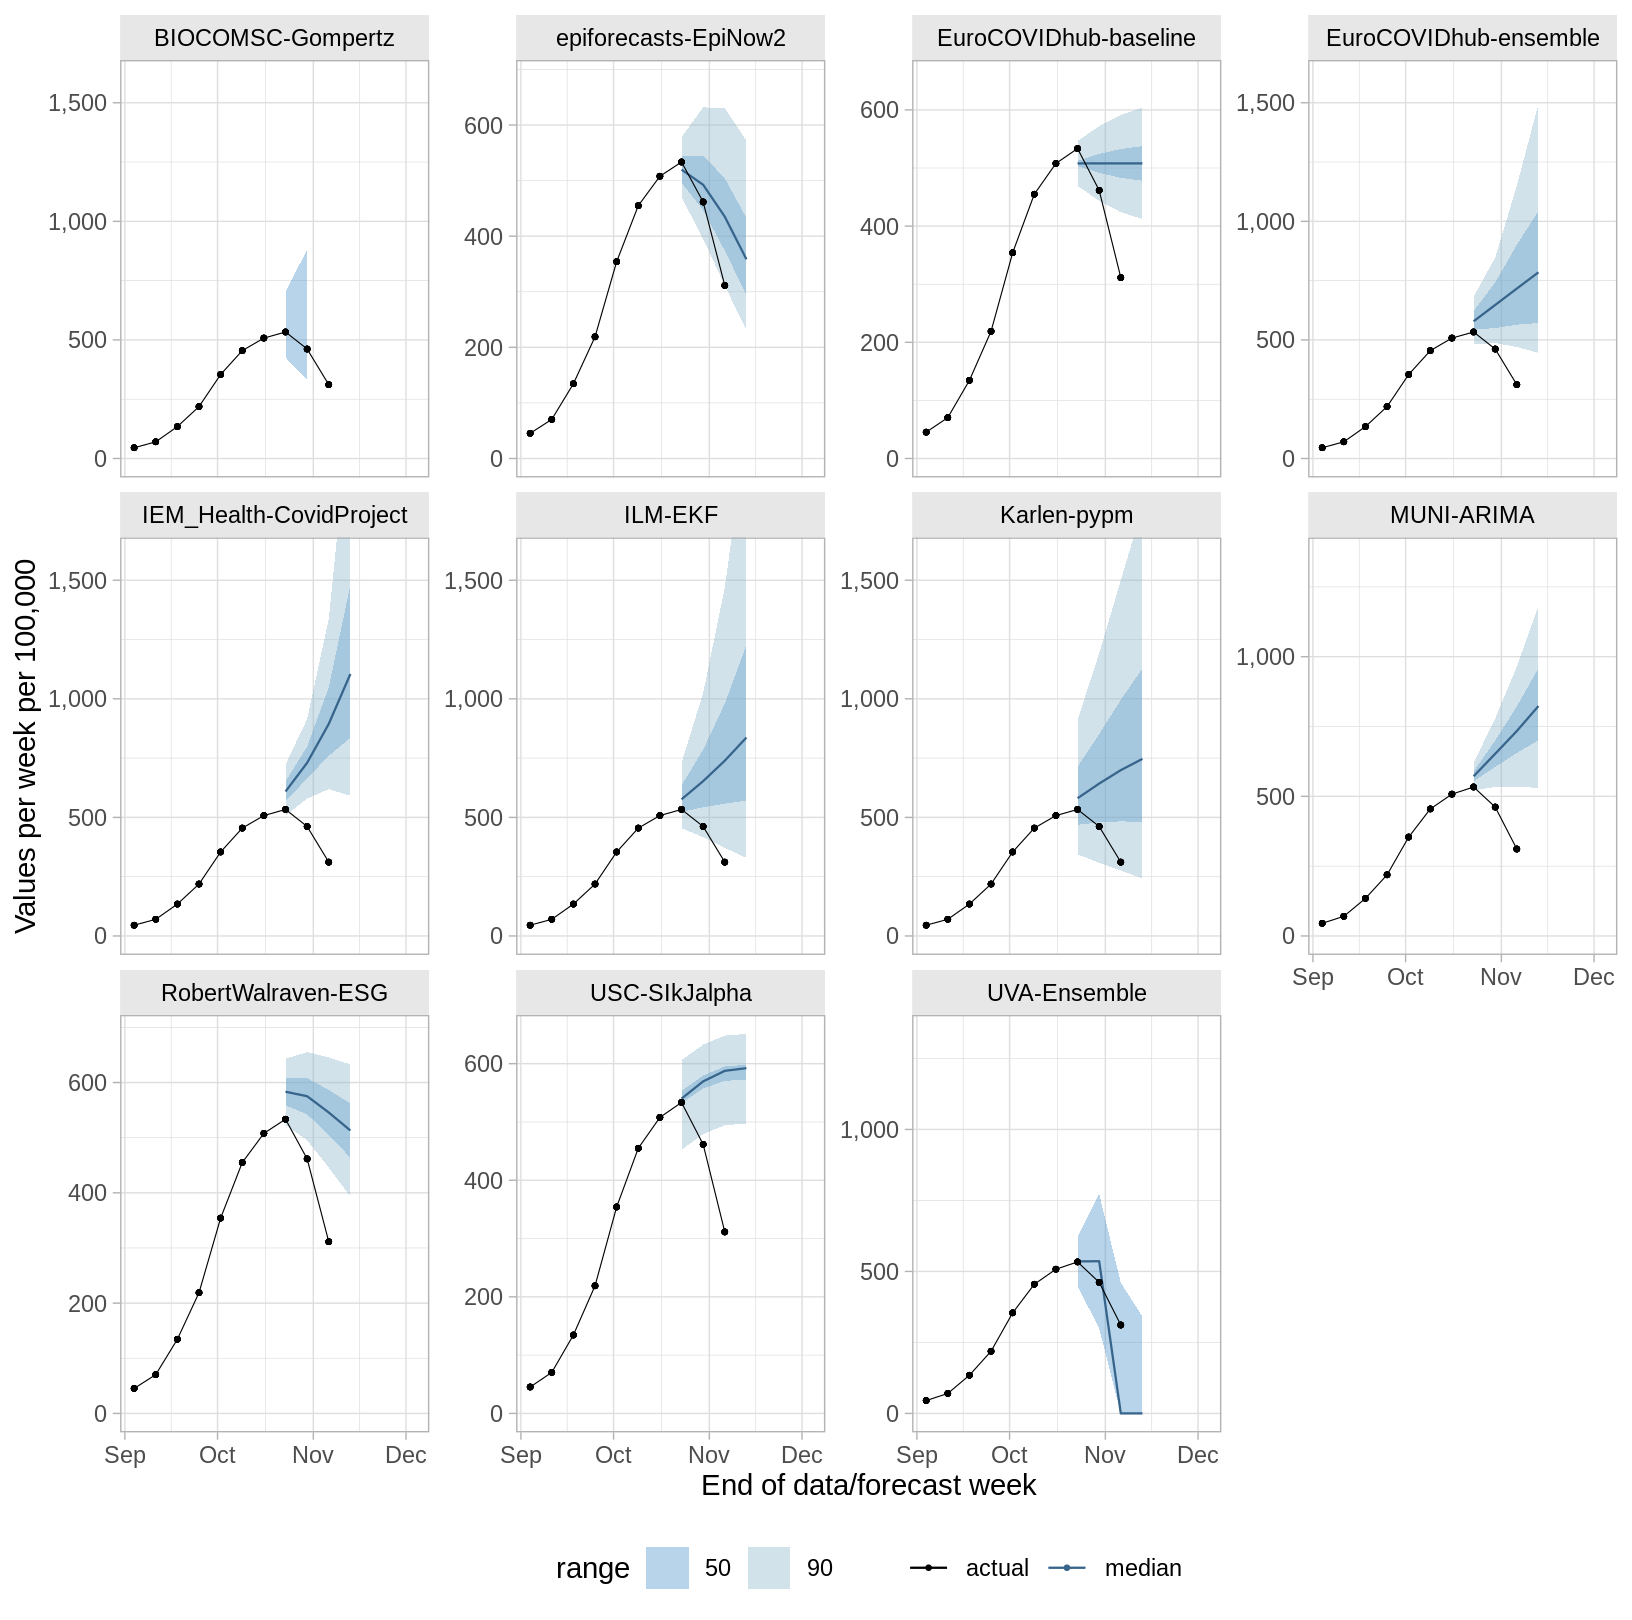 BIOCOMSC-Gompertz
epiforecasts-EpiNow2
EuroCOVIDhub-baseline
EuroCOVIDhub-ensemble
1,500
1,000
500
0
600
400
200
0
600
400
200
0
1,500
1,000
500
0
IEM_Health-CovidProject
ILM-EKF
Karlen-pypm
MUNI-ARIMA
1,500
1,000
500
0
1,500
1,000
500
0
1,500
1,000
500
0
1,000
500
0
Sep Oct Nov Dec
Values per week per 100,000
RobertWalraven-ESG
USC-SIkJalpha
UVA-Ensemble
600
400
200
0
600
400
200
0
1,000
500
0
Sep Oct Nov Dec
Sep Oct Nov Dec
Sep Oct Nov Dec
End of data/forecast week
range 50 90 actual median